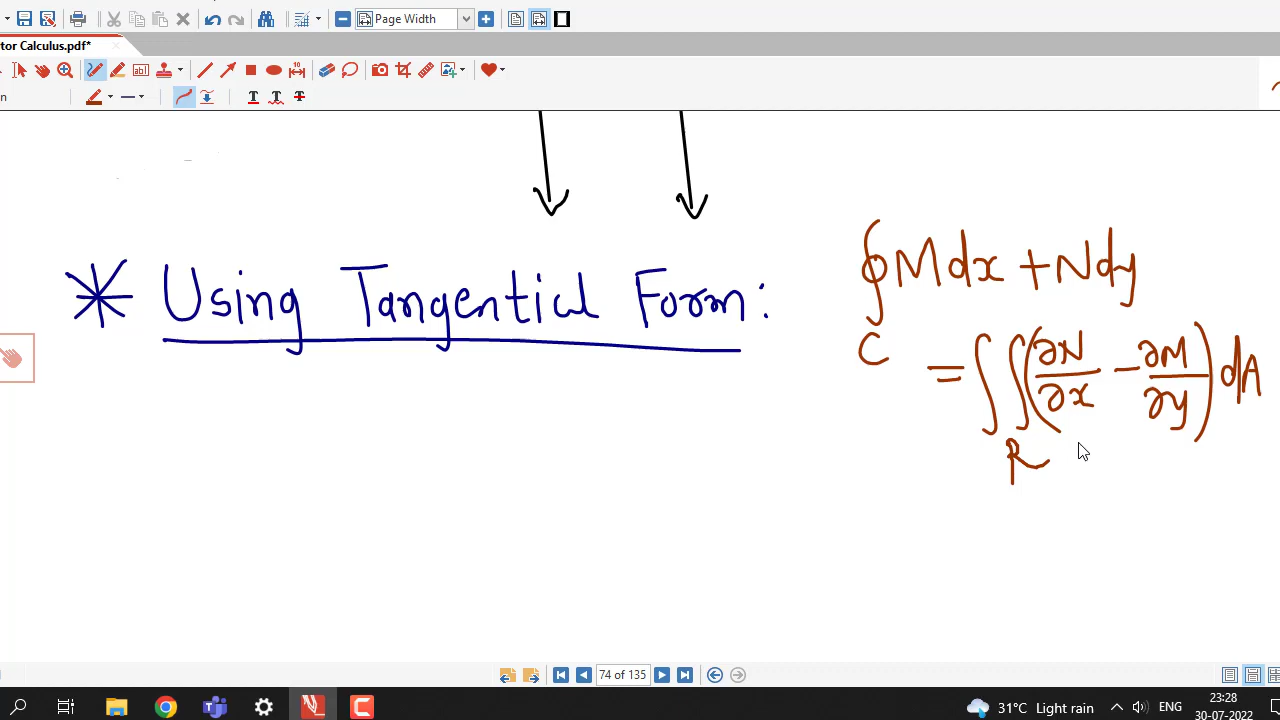 Page Width
tor Calculus.pdf*
n
* Using Tangential Form:
∮ Mdx + Ndy
C
= ∫∫ (∂N/∂x − ∂M/∂y) dA
R
74 of 135
31°C Light rain
ENG
23:28
30-07-2022